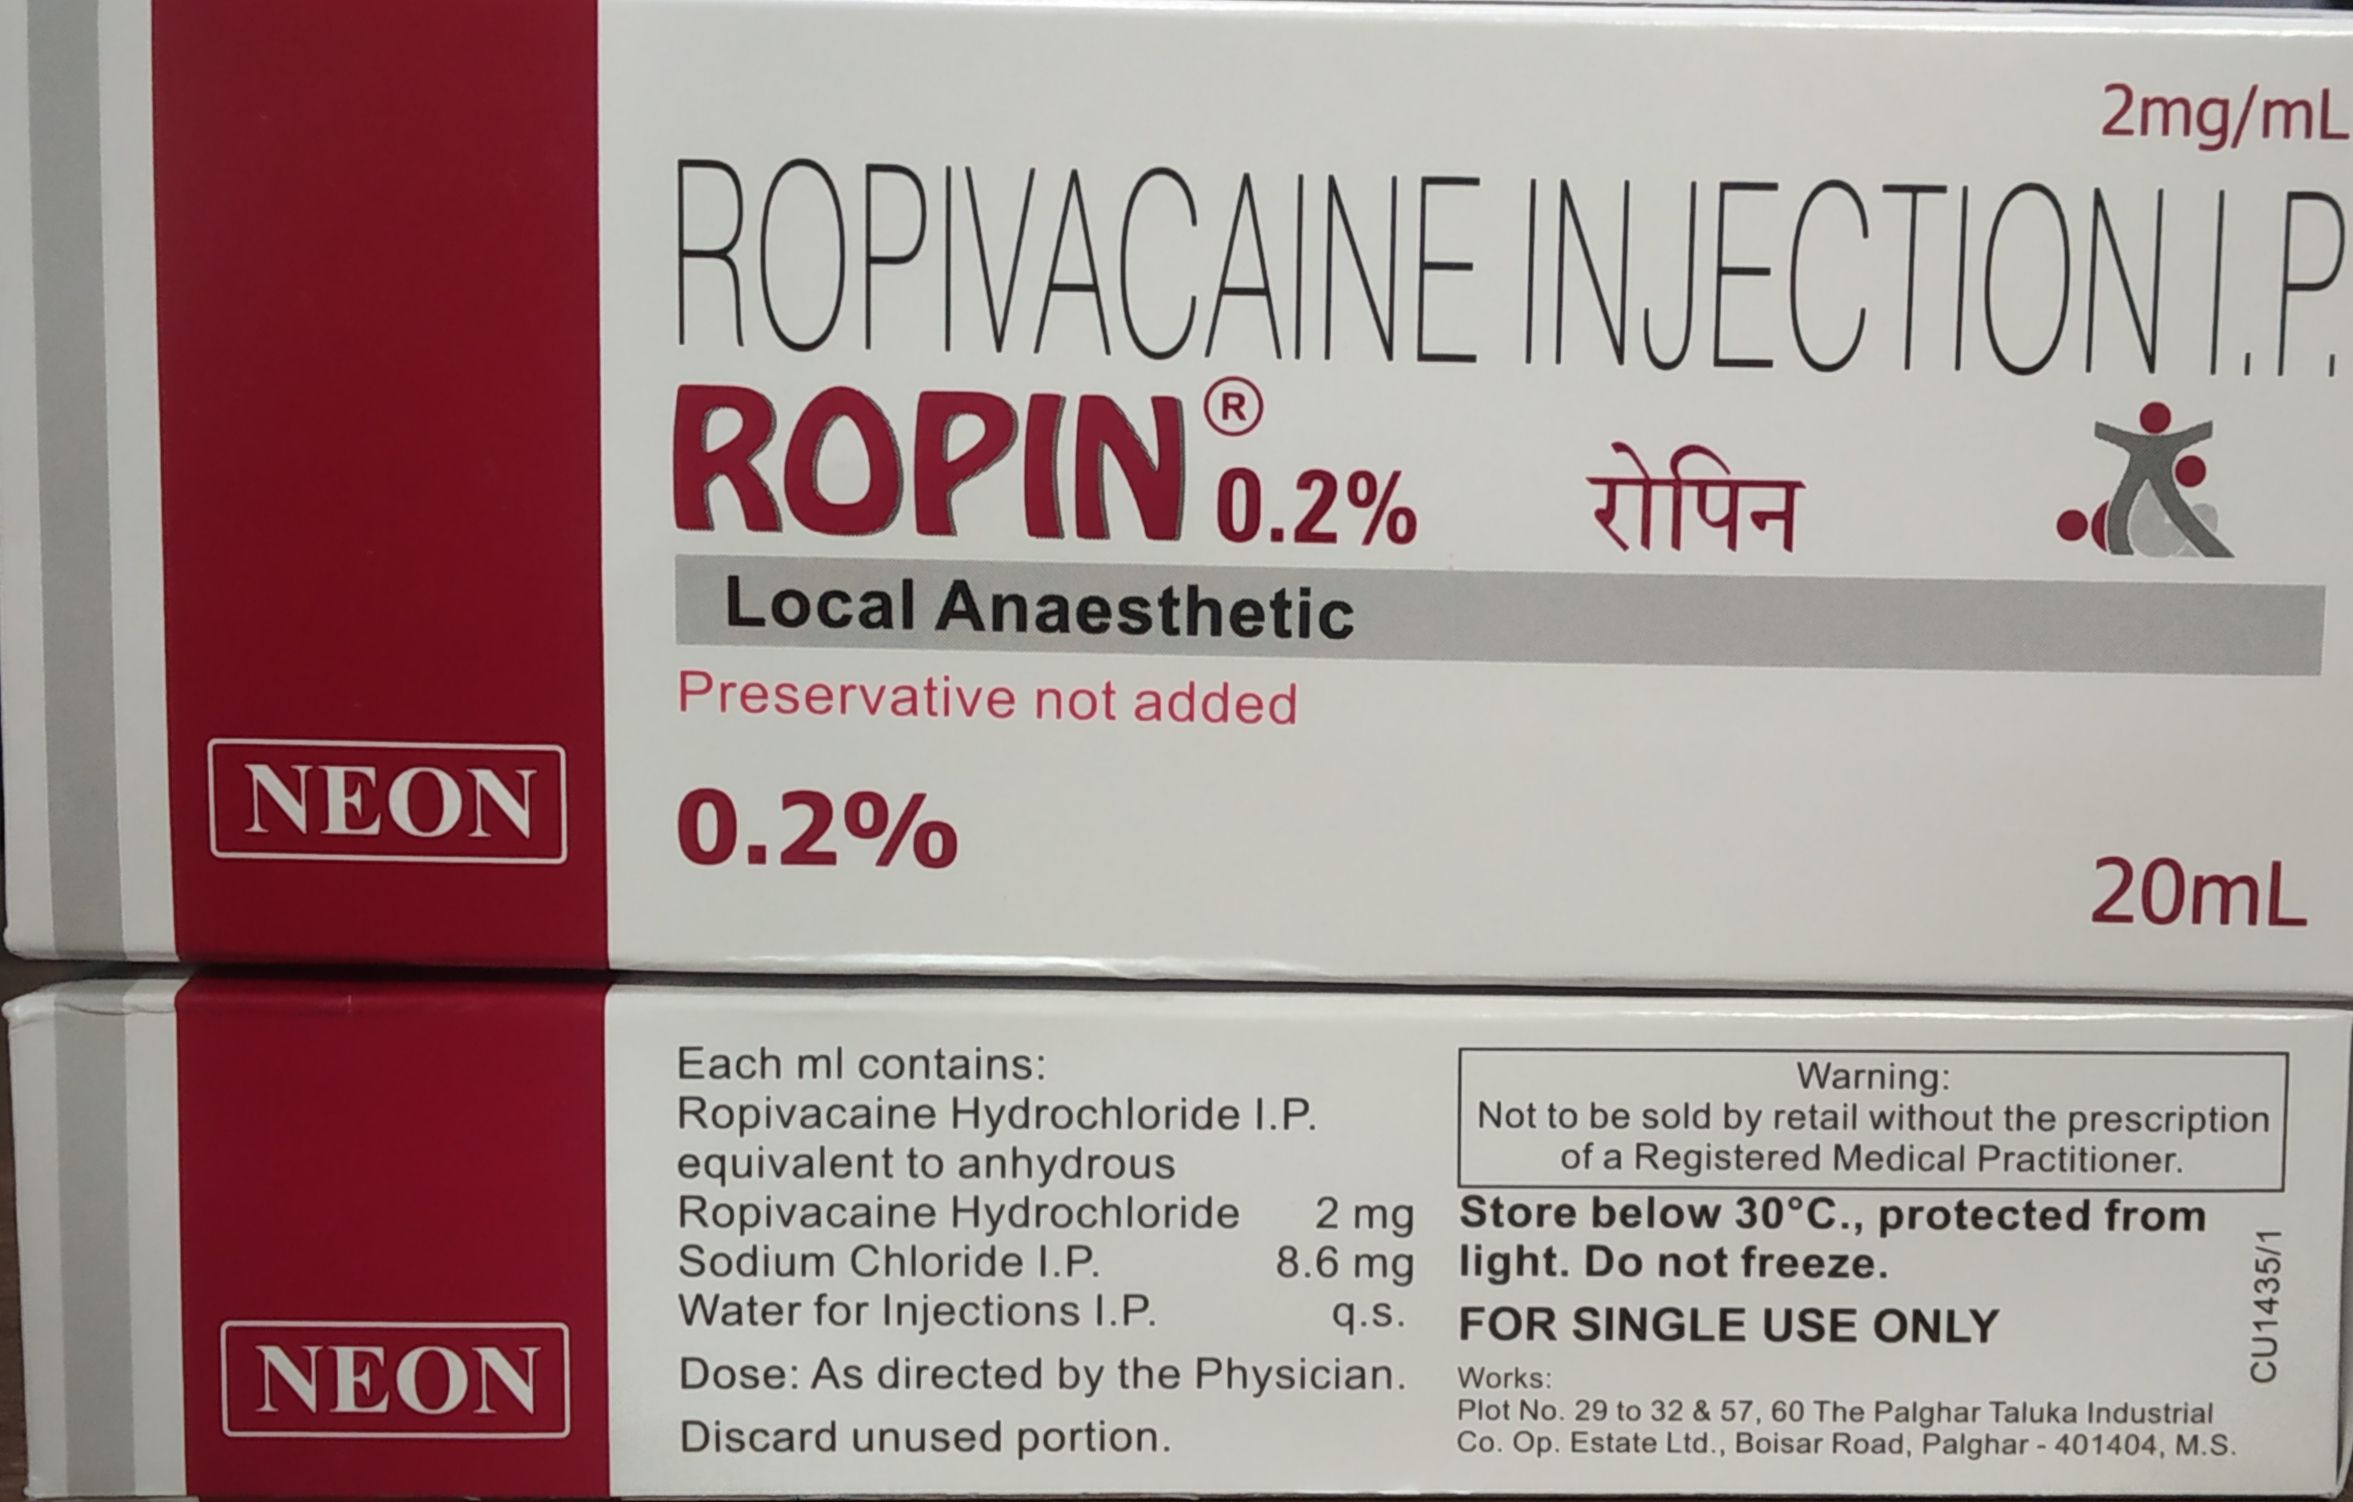 2mg/mL
ROPIVACAINE INJECTION I.P.
ROPIN® 0.2% रोपिन
Local Anaesthetic
Preservative not added
NEON
0.2%
20mL
NEON
Each ml contains:
Ropivacaine Hydrochloride I.P.
equivalent to anhydrous
Ropivacaine Hydrochloride 2 mg
Sodium Chloride I.P. 8.6 mg
Water for Injections I.P. q.s.
Dose: As directed by the Physician.
Discard unused portion.
Warning:
Not to be sold by retail without the prescription
of a Registered Medical Practitioner.
Store below 30°C., protected from
light. Do not freeze.
FOR SINGLE USE ONLY
Works:
Plot No. 29 to 32 & 57, 60 The Palghar Taluka Industrial
Co. Op. Estate Ltd., Boisar Road, Palghar - 401404, M.S.
CU1435/1